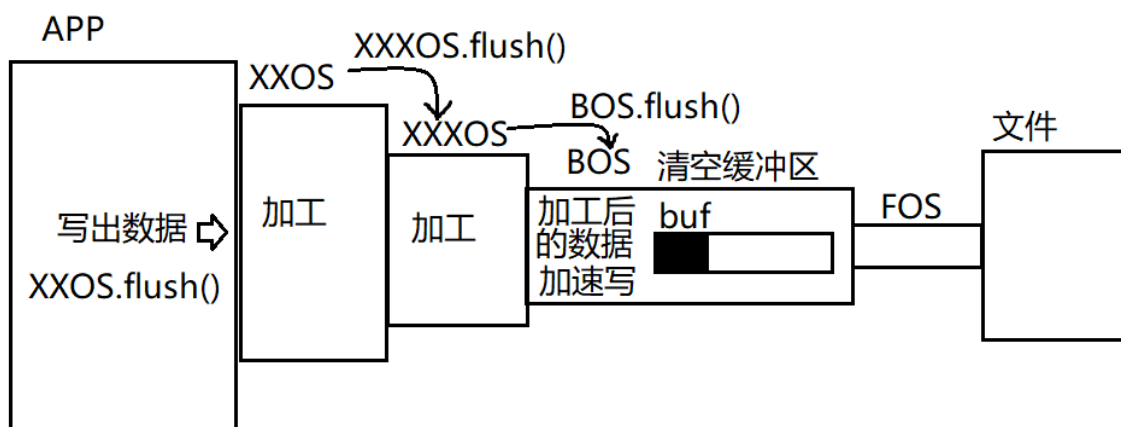 APP
XXXOS.flush()
XXOS
BOS.flush()
XXXOS
文件
BOS 清空缓冲区
加工
加工
加工后
的数据
加速写
buf
FOS
写出数据
XXOS.flush()